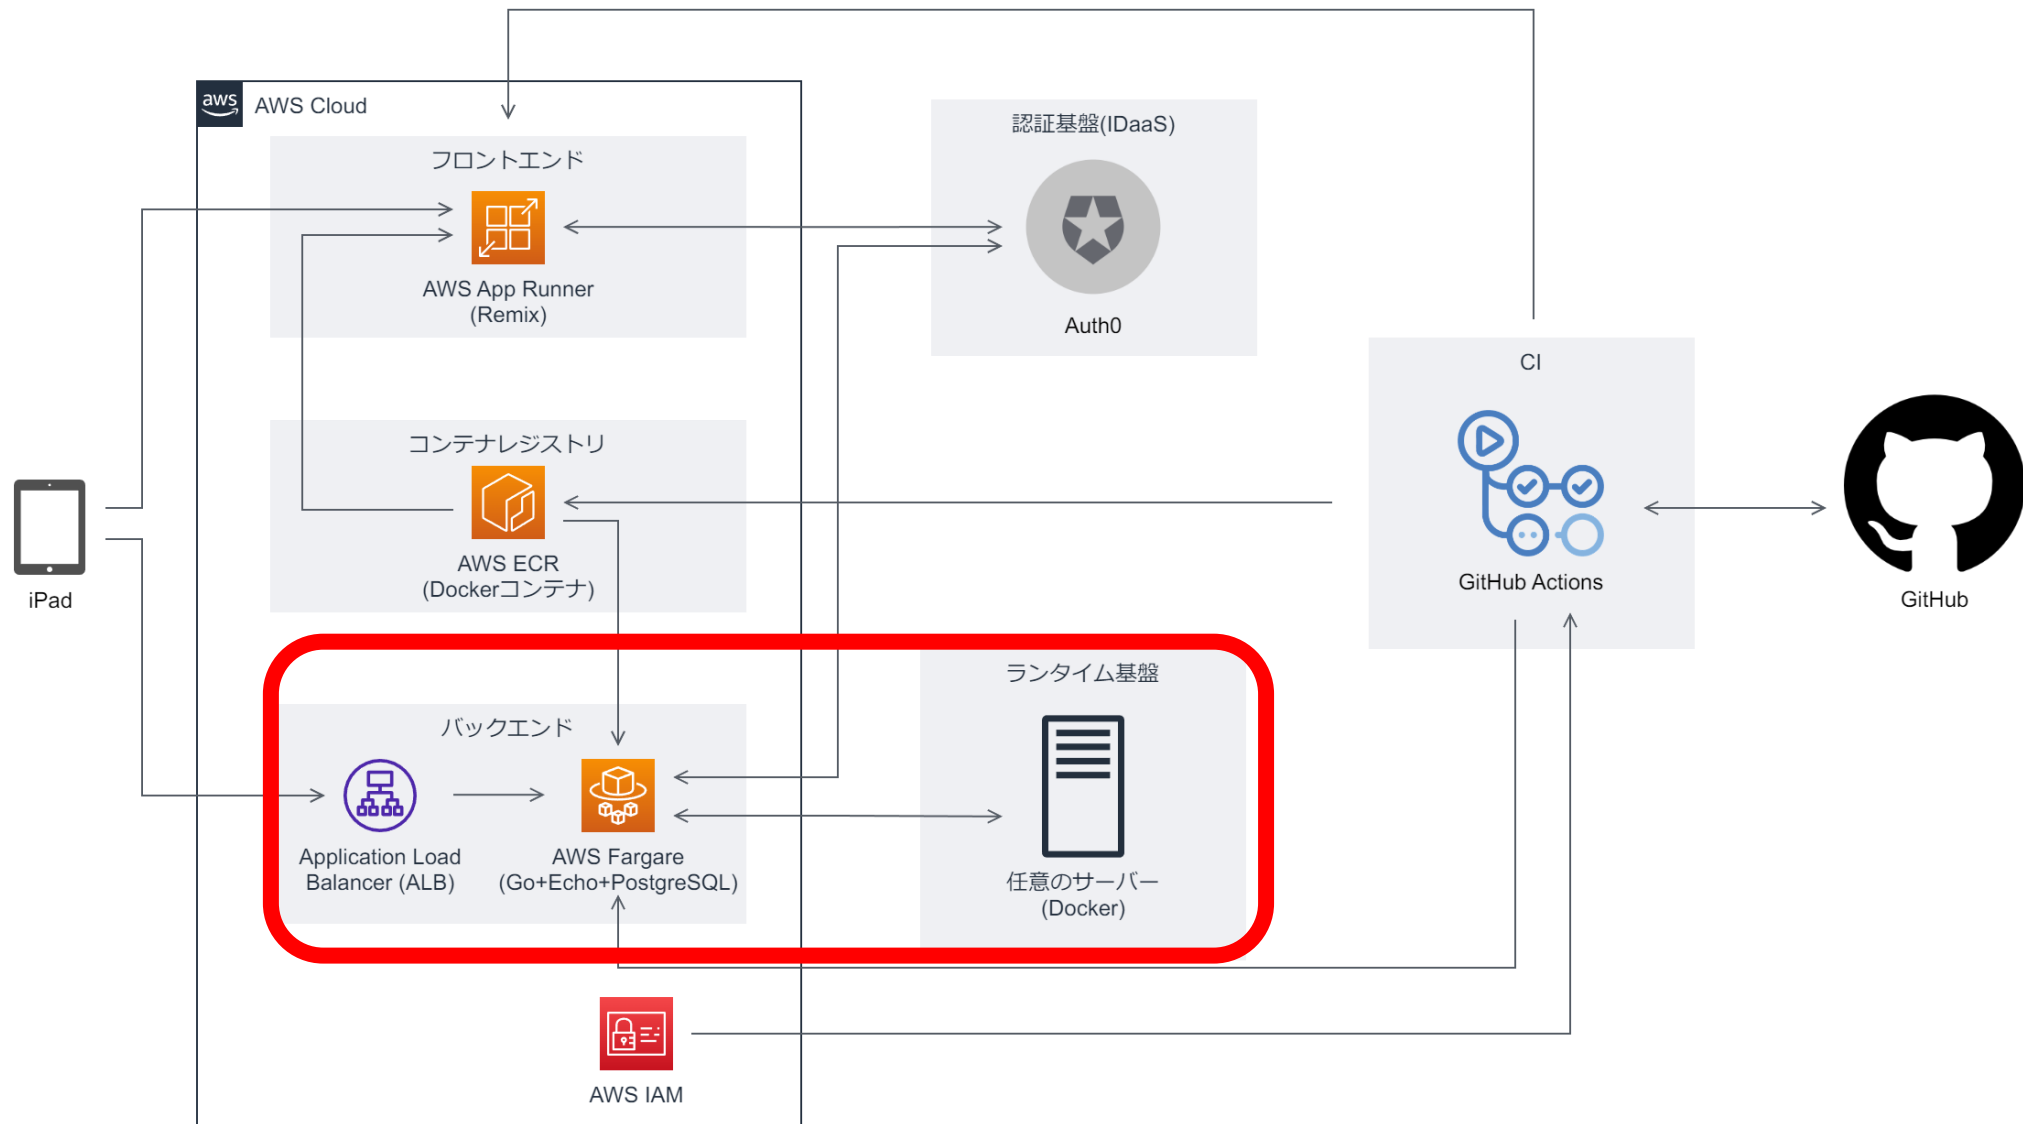 aws
AWS Cloud
フロントエンド
AWS App Runner
(Remix)
認証基盤(IDaaS)
Auth0
コンテナレジストリ
AWS ECR
(Dockerコンテナ)
iPad
CI
GitHub Actions
GitHub
バックエンド
Application Load
Balancer (ALB)
AWS Fargare
(Go+Echo+PostgreSQL)
ランタイム基盤
任意のサーバー
(Docker)
AWS IAM